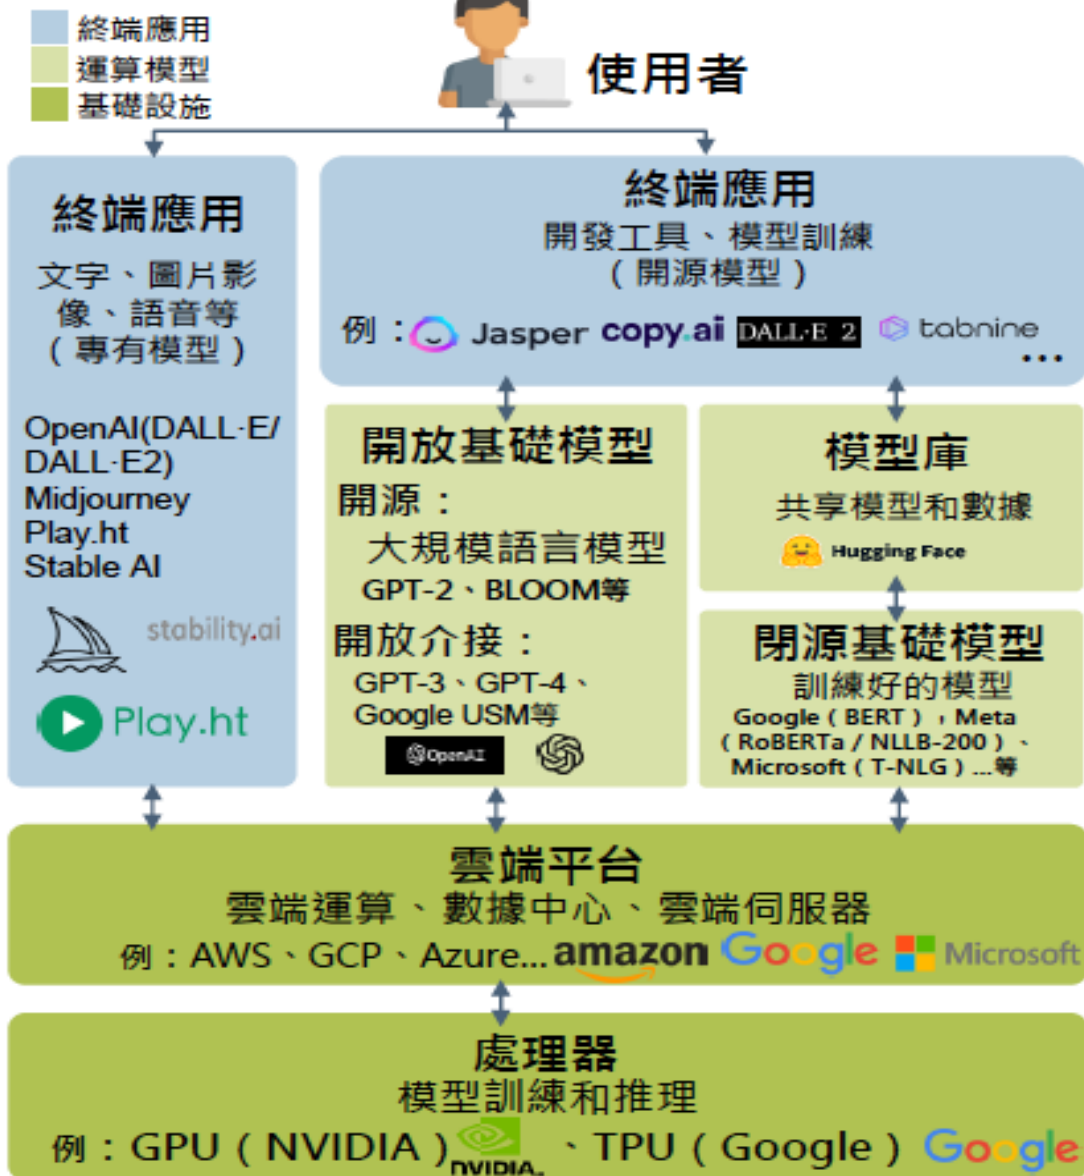 終端應用
運算模型
基礎設施
使用者
終端應用
文字、圖片影
像、語音等
（專有模型）
OpenAI(DALL·E/
DALL·E2)
Midjourney
Play.ht
Stable AI
stability.ai
Play.ht
終端應用
開發工具、模型訓練
（開源模型）
例：Jasper copy.ai DALL·E 2 tabnine
...
開放基礎模型
開源：
大規模語言模型
GPT-2、BLOOM等
開放介接：
GPT-3、GPT-4、
Google USM等
OpenAI
模型庫
共享模型和數據
Hugging Face
閉源基礎模型
訓練好的模型
Google（BERT），Meta
（RoBERTa / NLLB-200）、
Microsoft（T-NLG）...等
雲端平台
雲端運算、數據中心、雲端伺服器
例：AWS、GCP、Azure... amazon Google Microsoft
處理器
模型訓練和推理
例：GPU（NVIDIA）NVIDIA.、TPU（Google）Google